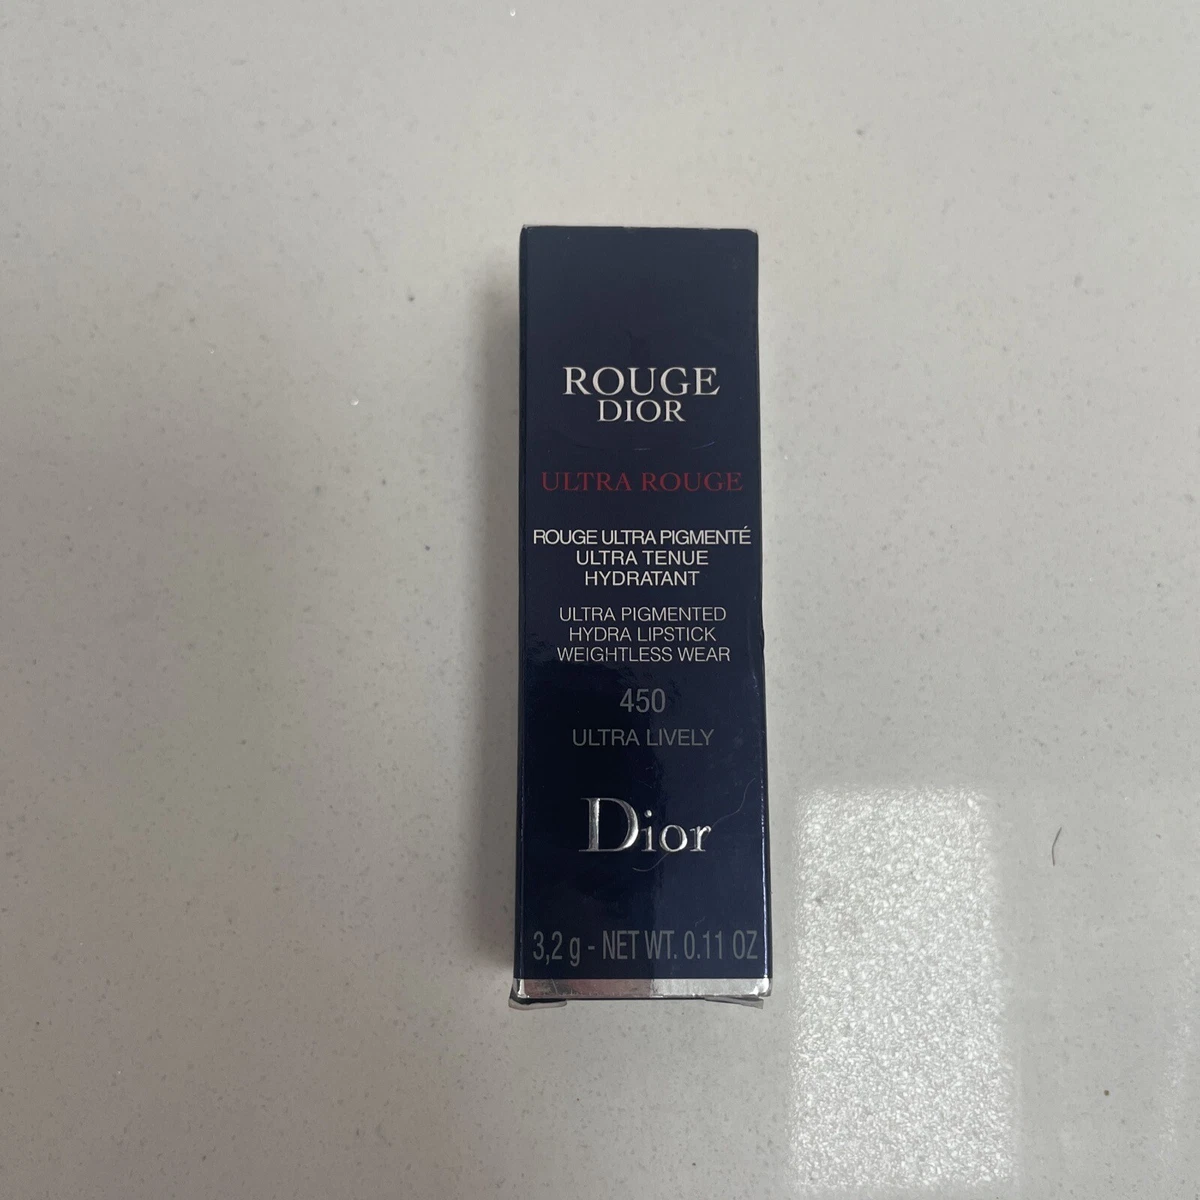 ROUGE
DIOR
ULTRA ROUGE
ROUGE ULTRA PIGMENTÉ
ULTRA TENUE
HYDRATANT
ULTRA PIGMENTED
HYDRA LIPSTICK
WEIGHTLESS WEAR
450
ULTRA LIVELY
Dior
3,2 g - NET WT. 0.11 OZ